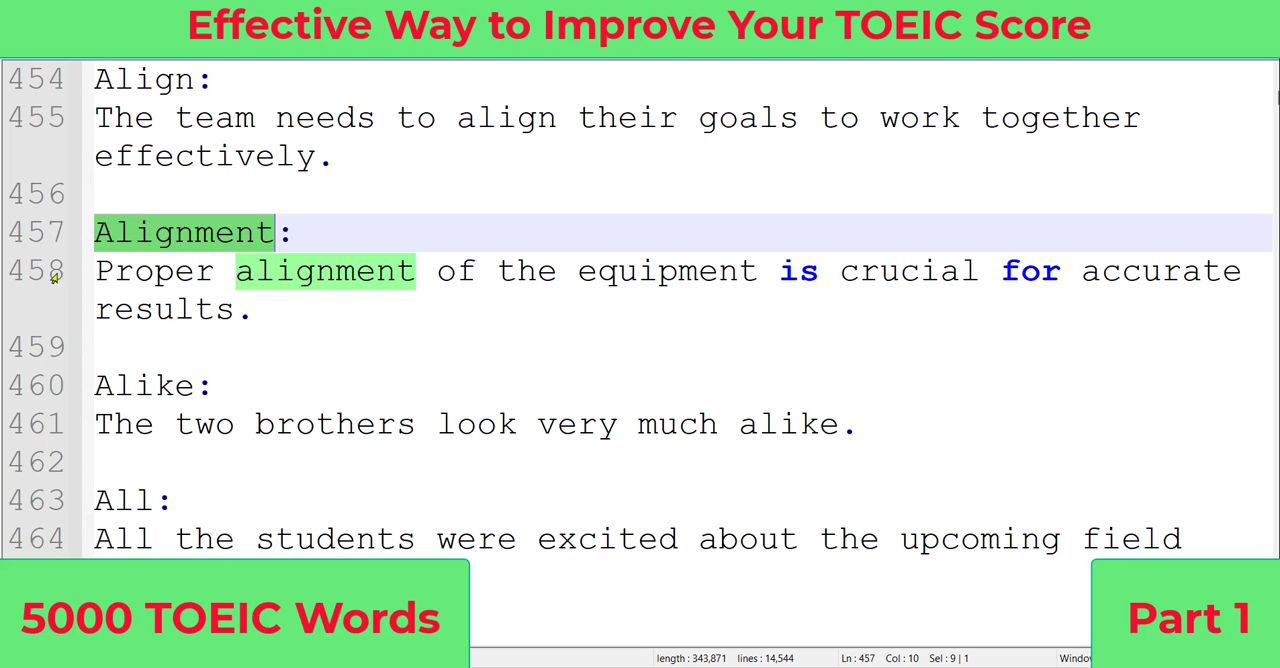 Effective Way to Improve Your TOEIC Score
454 Align:
455 The team needs to align their goals to work together
effectively.
456
457 Alignment:
458 Proper alignment of the equipment is crucial for accurate
results.
459
460 Alike:
461 The two brothers look very much alike.
462
463 All:
464 All the students were excited about the upcoming field
5000 TOEIC Words
Part 1
length : 343,871 lines : 14,544 Ln : 457 Col : 10 Sel : 9 | 1 Window